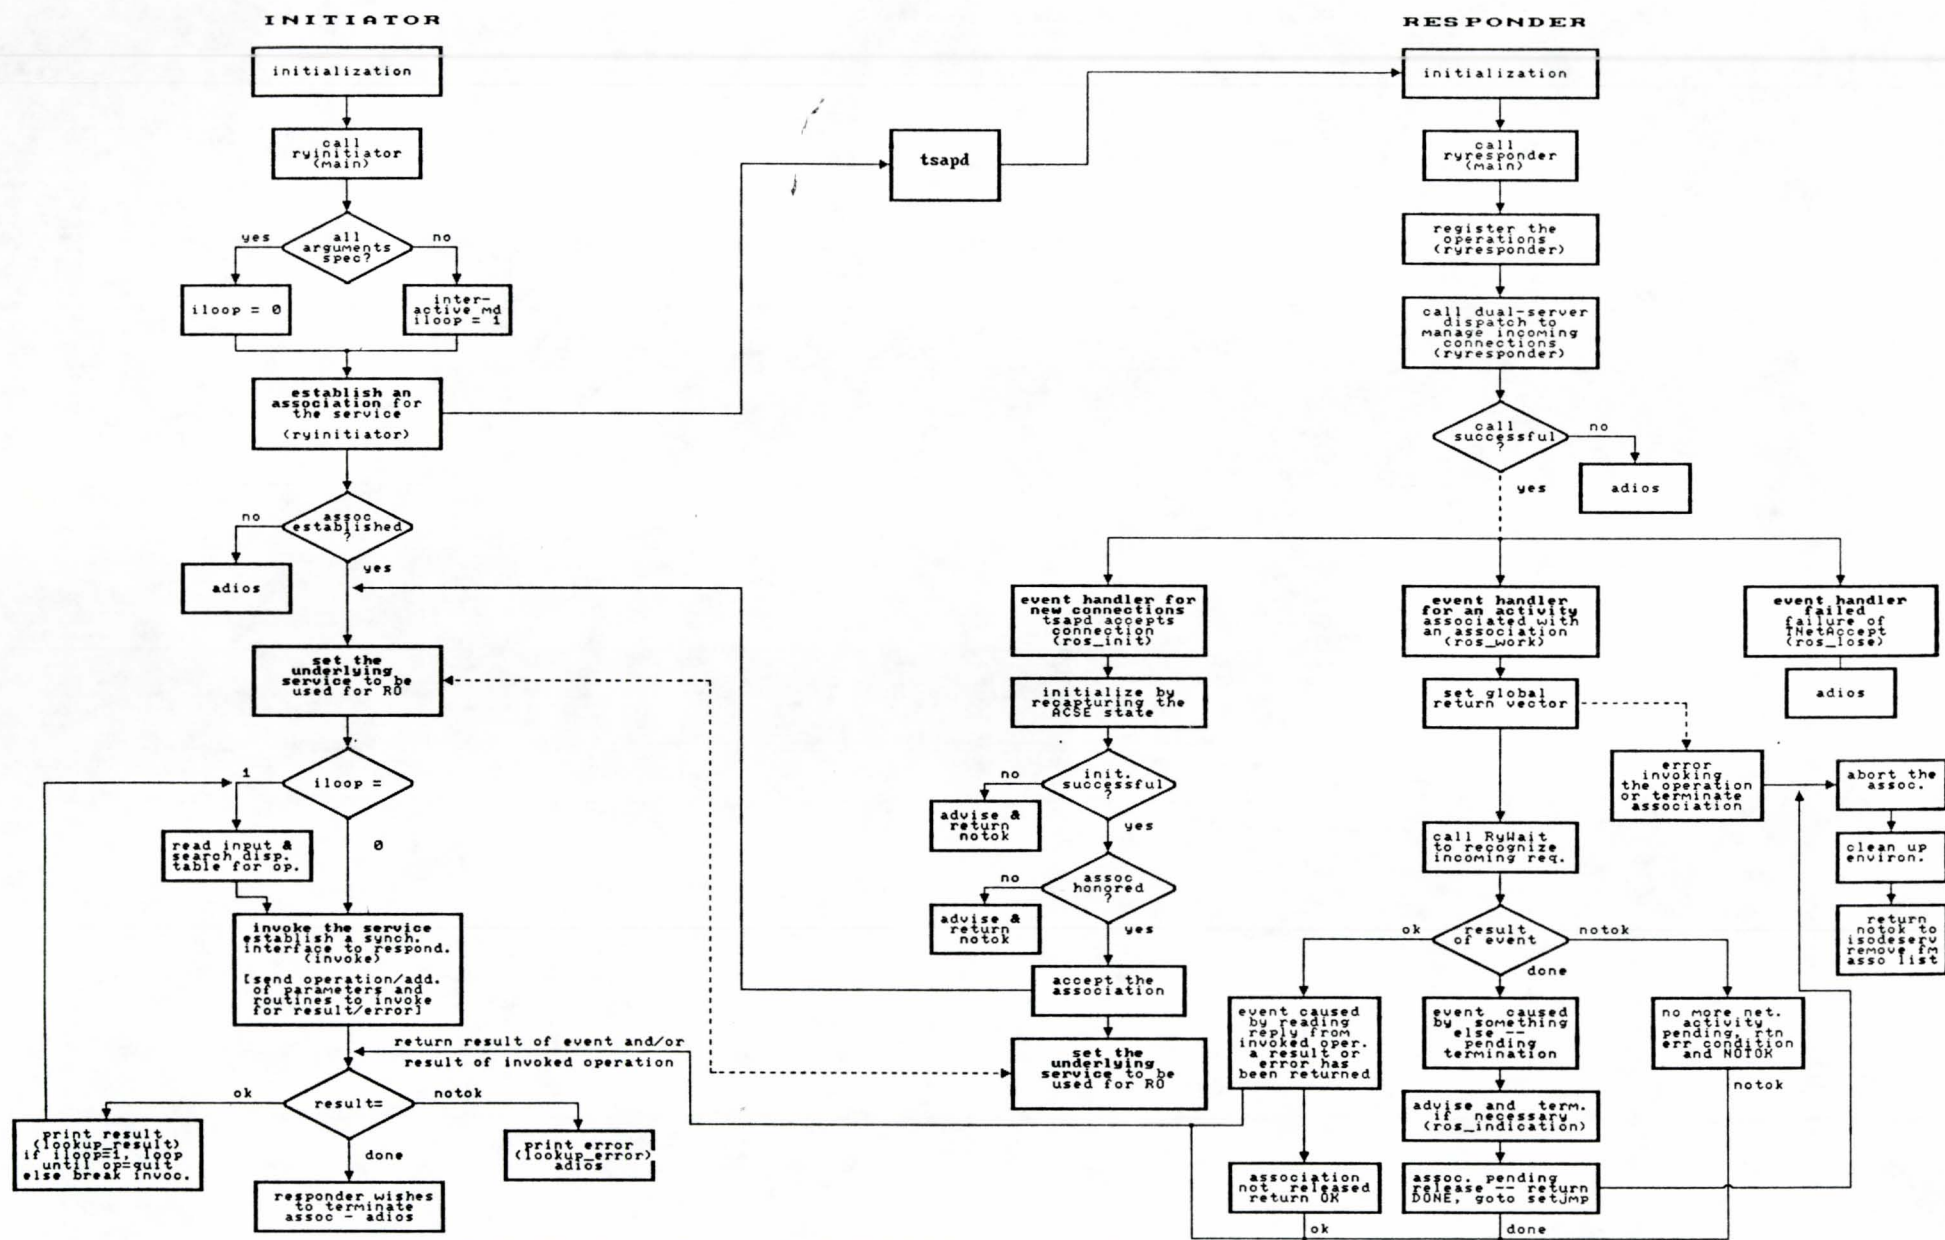 INITIATOR
initialization
call
ryinitiator
(main)
all
arguments
spec?
yes
no
iloop = 0
inter-
active md
iloop = 1
establish an
association for
the service
(ryinitiator)
assoc
established
?
no
yes
adios
set the
underlying
service to be
used for RO
iloop =
1
0
read input &
search disp.
table for op.
invoke the service
establish a synch.
interface to respond.
(invoke)
[send operation/add.
of parameters and
routines to invoke
for result/error]
return result of event and/or
result of invoked operation
result=
ok
notok
done
print result
(lookup_result)
if iloop=1, loop
until op=quit
else break invoc.
print error
(lookup_error)
adios
responder wishes
to terminate
assoc - adios
tsapd
RESPONDER
initialization
call
ryresponder
(main)
register the
operations
(ryresponder)
call dual-server
dispatch to
manage incoming
connections
(ryresponder)
call
successful
?
no
yes
adios
event handler for
new connections
tsapd accepts
connection
(ros_init)
initialize by
recapturing the
ACSE state
init.
successful
?
no
yes
advise &
return
notok
assoc
honored
?
no
yes
advise &
return
notok
accept the
association
set the
underlying
service to be
used for RO
event handler
for an activity
associated with
an association
(ros_work)
set global
return vector
error
invoking
the operation
or terminate
association
call RyWait
to recognize
incoming req.
result
of event
ok
notok
done
event caused
by reading
reply from
invoked oper.
a result or
error has
been returned
association
not released
return OK
ok
event caused
by something
else --
pending
termination
advise and term.
if necessary
(ros_indication)
assoc. pending
release -- return
DONE, goto setjmp
done
no more net.
activity
pending, rtn
err condition
and NOTOK
notok
event handler
failed
failure of
TNetAccept
(ros_lose)
adios
abort the
assoc.
clean up
environ.
return
notok to
isodeserv
remove fm
asso list